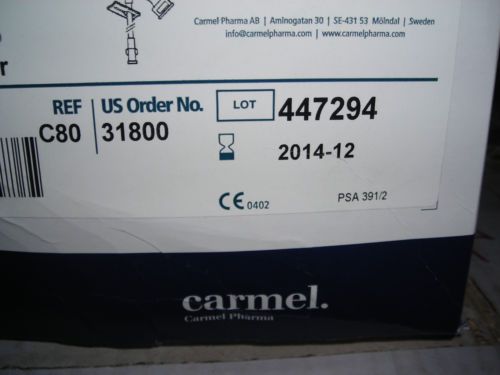 Carmel Pharma AB | Aminogatan 30 | SE-431 53 Mölndal | Sweden
info@carmelpharma.com | www.carmelpharma.com
r
REF US Order No. LOT 447294
C80 31800
2014-12
CE 0402 PSA 391/2
carmel.
Carmel Pharma